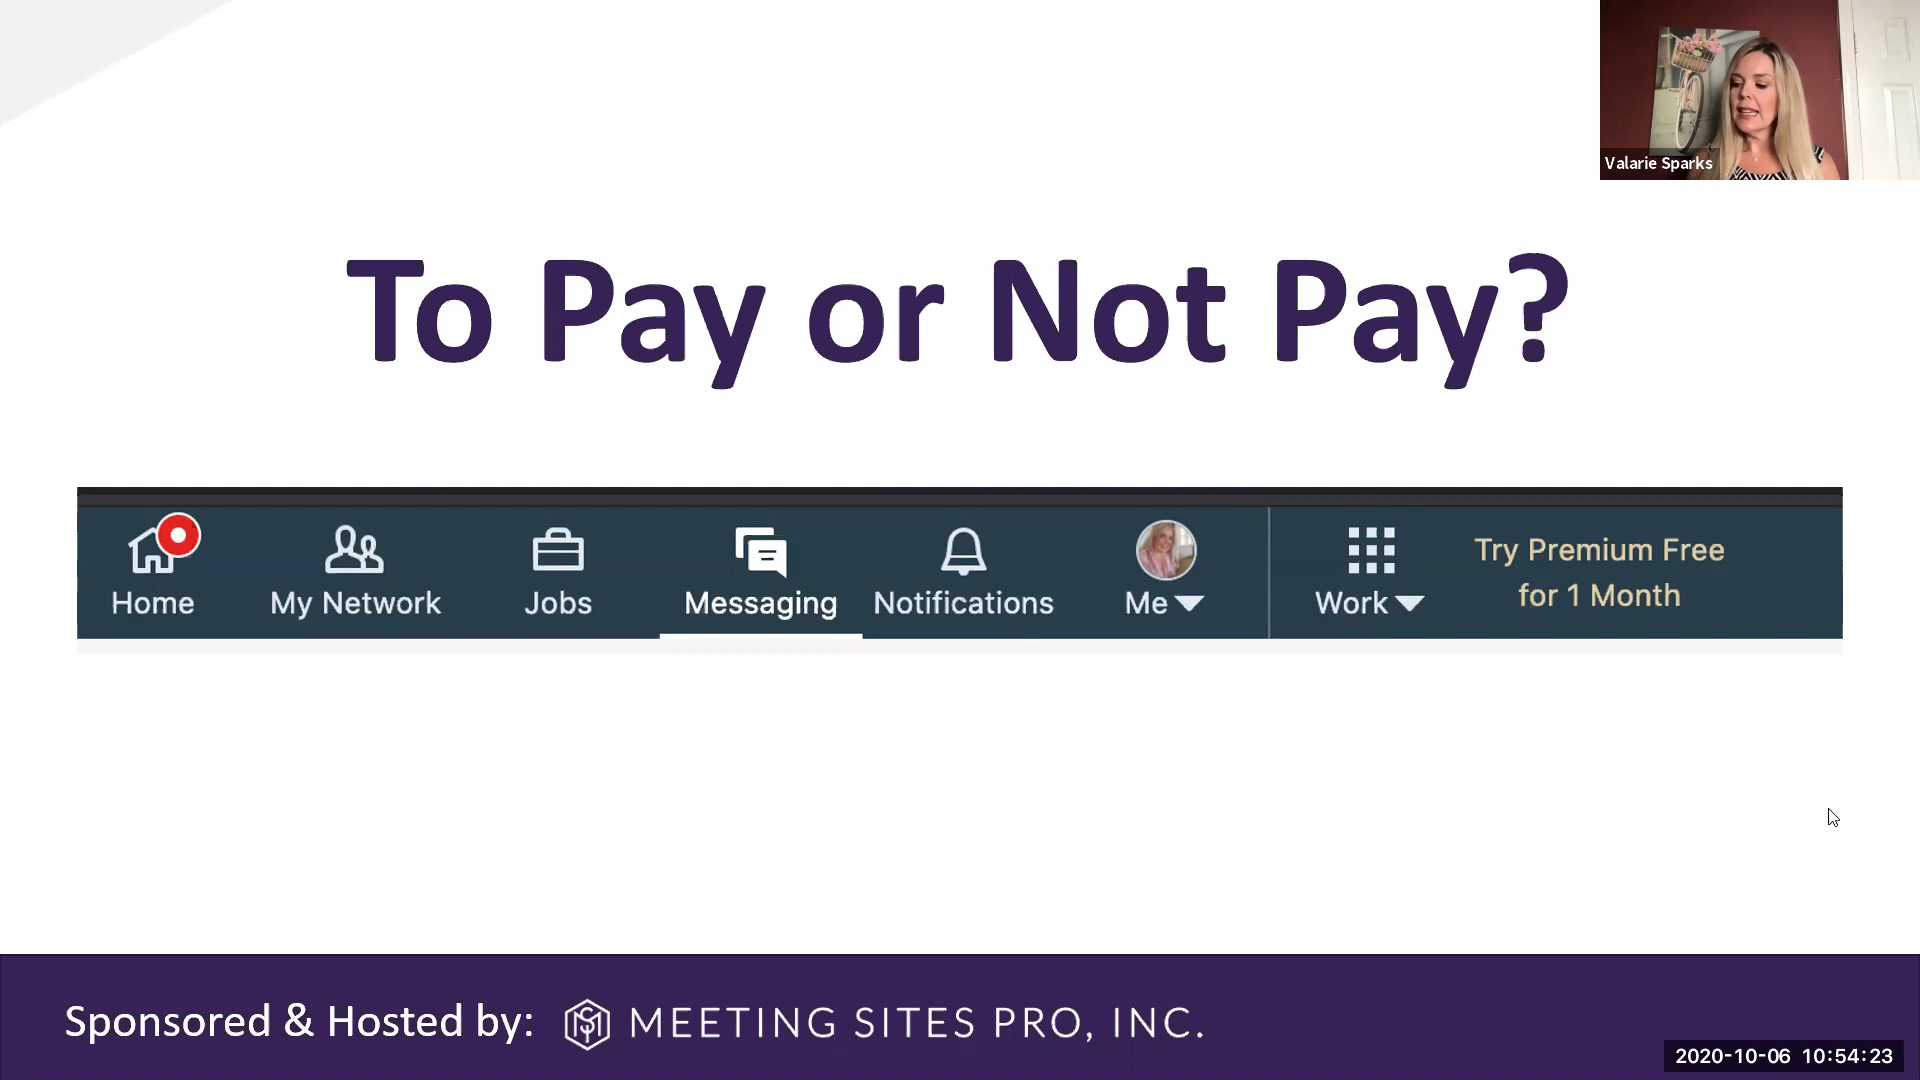 Valarie Sparks
To Pay or Not Pay?
Home
My Network
Jobs
Messaging
Notifications
Me
Work
Try Premium Free
for 1 Month
Sponsored & Hosted by: MEETING SITES PRO, INC.
2020-10-06 10:54:23